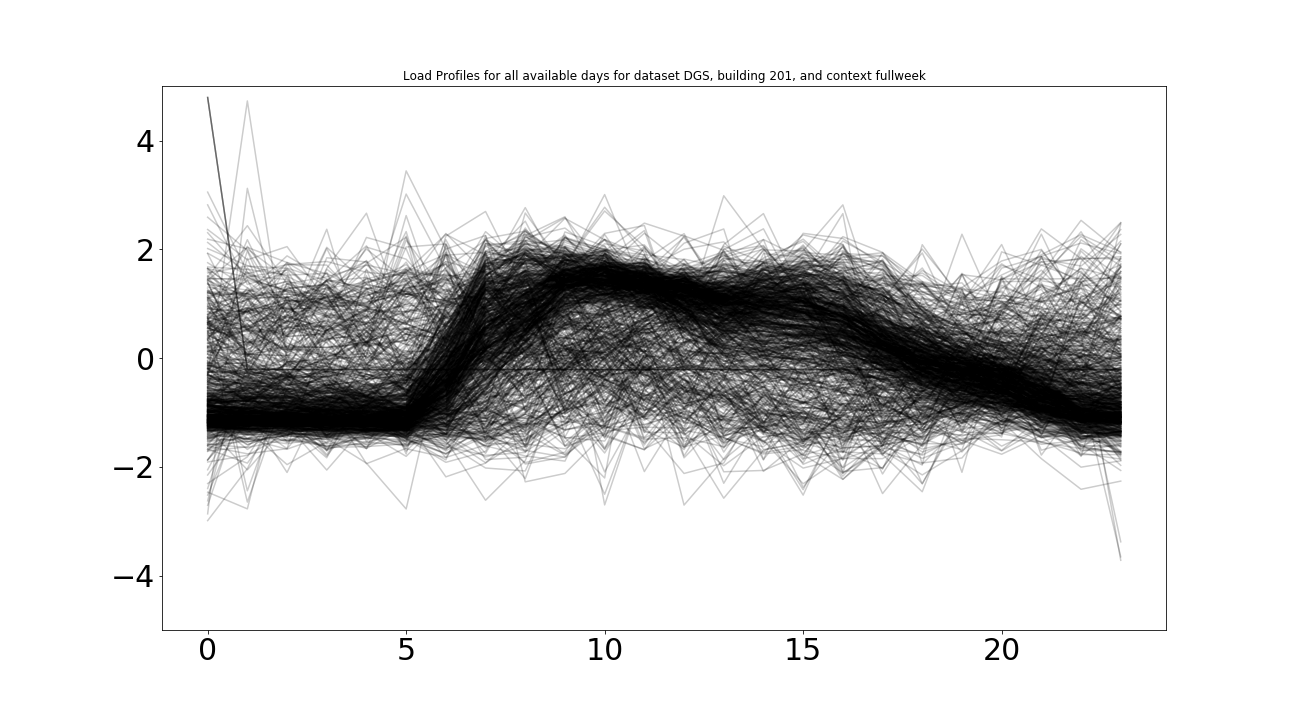 Load Profiles for all available days for dataset DGS, building 201, and context fullweek
4
2
0
−2
−4
0 5 10 15 20